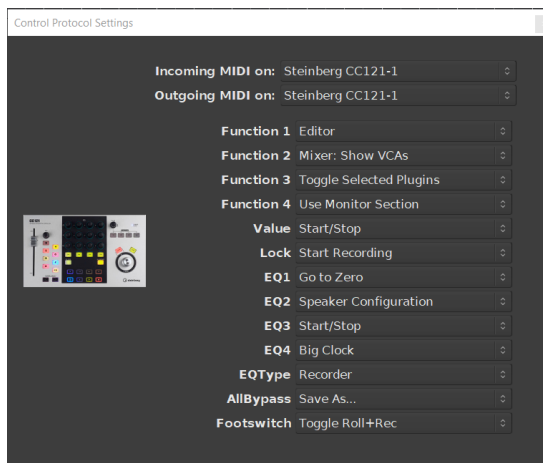 Control Protocol Settings
Incoming MIDI on: Steinberg CC121-1
Outgoing MIDI on: Steinberg CC121-1
Function 1 Editor
Function 2 Mixer: Show VCAs
Function 3 Toggle Selected Plugins
Function 4 Use Monitor Section
Value Start/Stop
Lock Start Recording
EQ1 Go to Zero
EQ2 Speaker Configuration
EQ3 Start/Stop
EQ4 Big Clock
EQType Recorder
AllBypass Save As...
Footswitch Toggle Roll+Rec